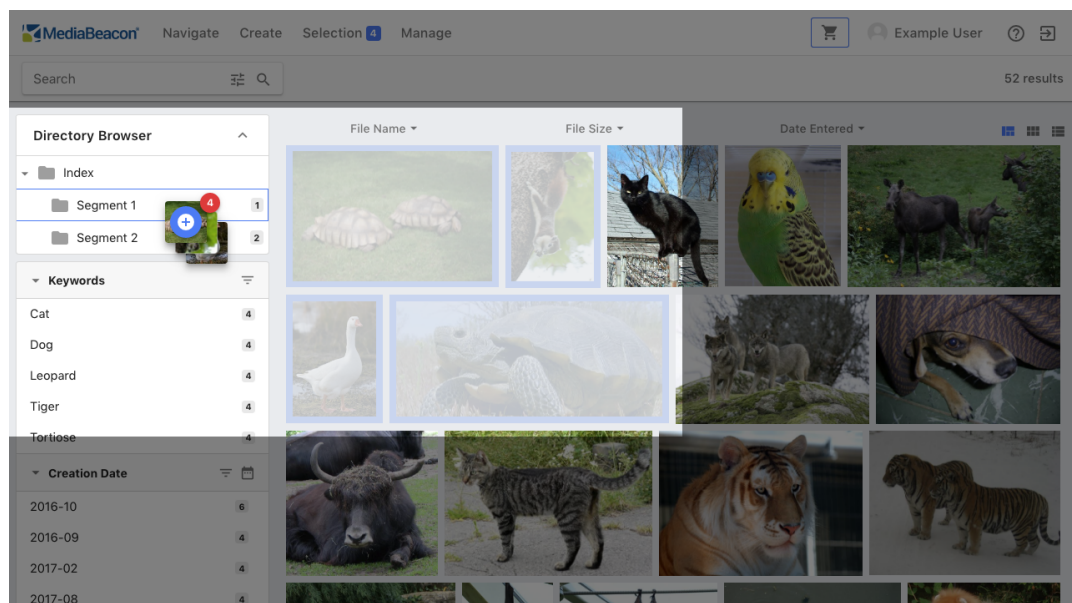 MediaBeacon® Navigate Create Selection 4 Manage Example User
Search 52 results
Directory Browser
File Name File Size Date Entered
Index
Segment 1 4 1
Segment 2 2
Keywords
Cat 4
Dog 4
Leopard 4
Tiger 4
Tortiose 4
Creation Date
2016-10 6
2016-09 4
2017-02 4
2017-08 4